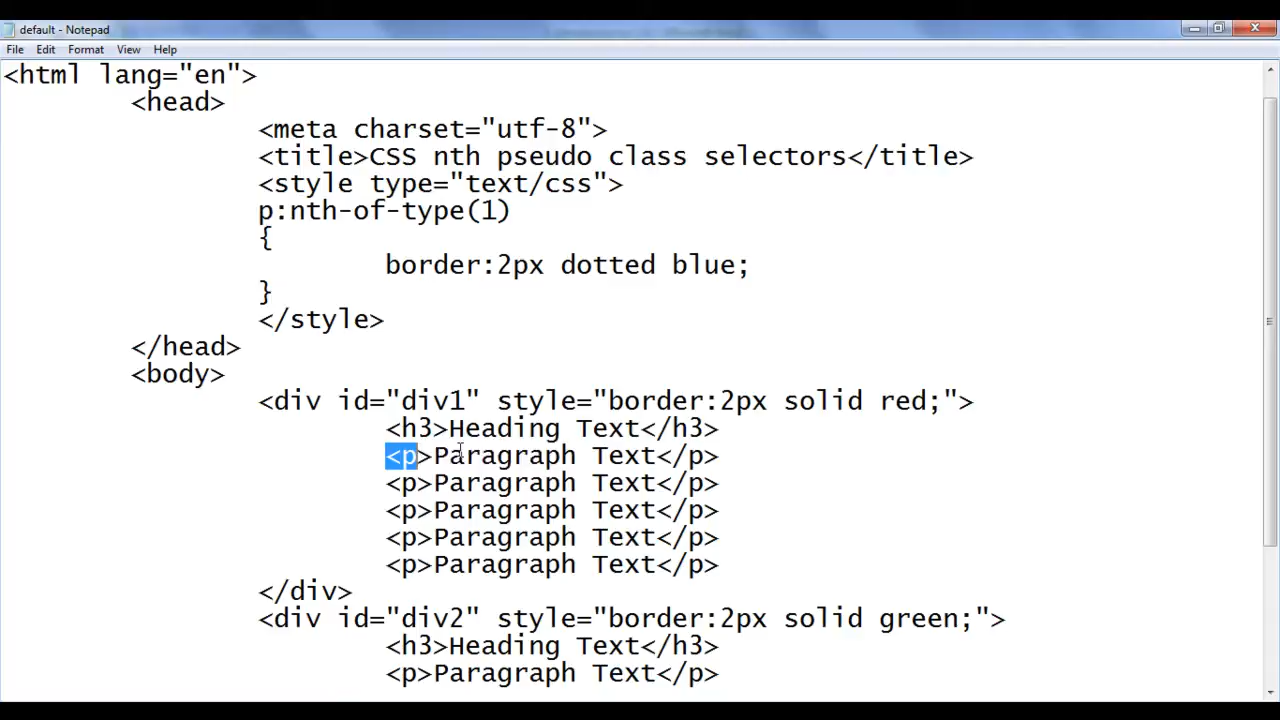 default - Notepad
File Edit Format View Help
<html lang="en">
<head>
<meta charset="utf-8">
<title>CSS nth pseudo class selectors</title>
<style type="text/css">
p:nth-of-type(1)
{
border:2px dotted blue;
}
</style>
</head>
<body>
<div id="div1" style="border:2px solid red;">
<h3>Heading Text</h3>
<p>Paragraph Text</p>
<p>Paragraph Text</p>
<p>Paragraph Text</p>
<p>Paragraph Text</p>
<p>Paragraph Text</p>
</div>
<div id="div2" style="border:2px solid green;">
<h3>Heading Text</h3>
<p>Paragraph Text</p>